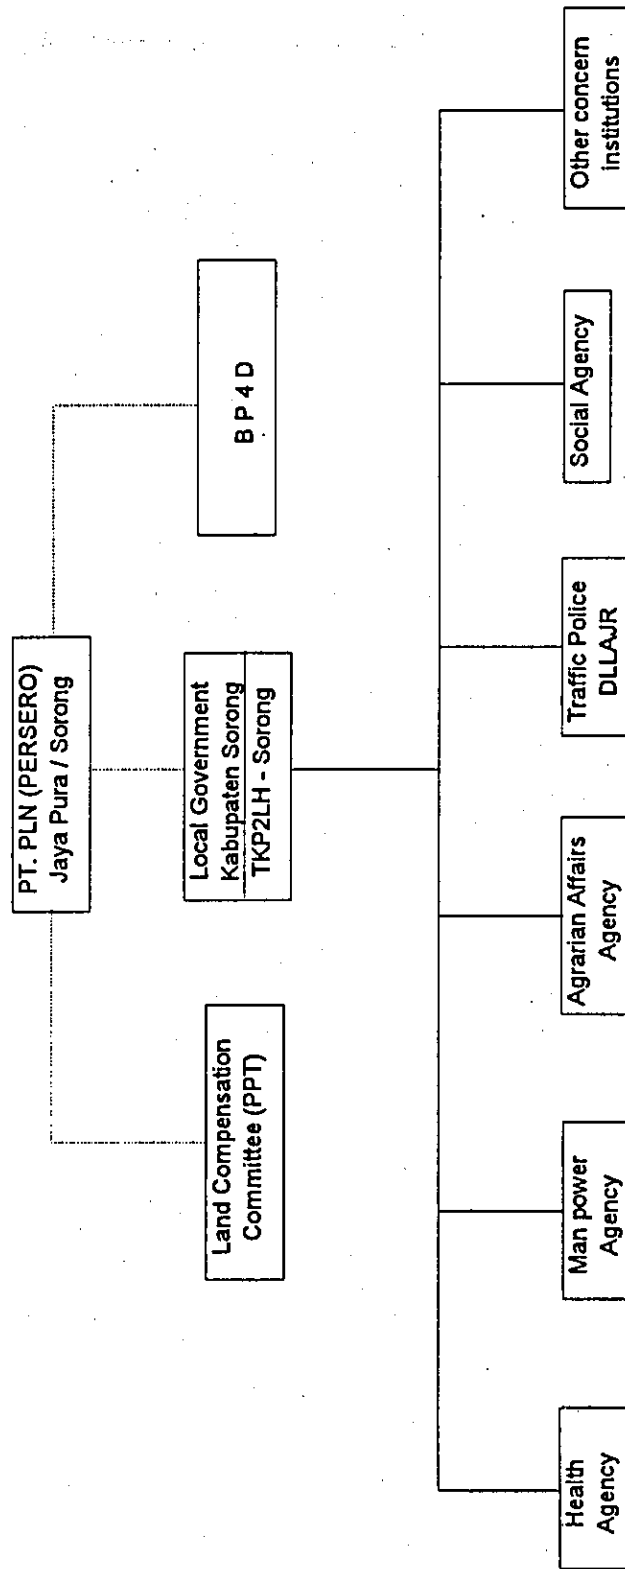 PT. PLN (PERSERO)
Jaya Pura / Sorong
Land Compensation
Committee (PPT)
Local Government
Kabupaten Sorong
TKP2LH - Sorong
B P 4 D
Health
Agency
Man power
Agency
Agrarian Affairs
Agency
Traffic Police
DLLAJR
Social Agency
Other concern
institutions